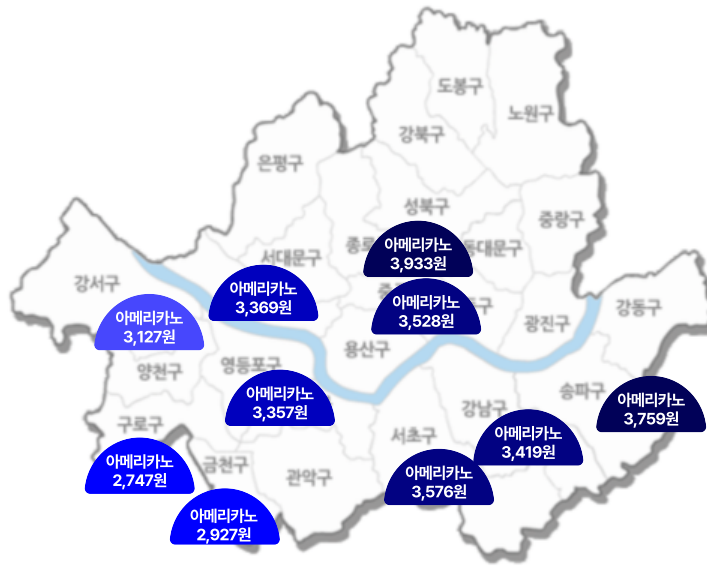 도봉구
노원구
강북구
은평구
성북구
중랑구
종로
동대문구
서대문구
아메리카노
3,933원
강서구
아메리카노
3,369원
아메리카노
3,528원
강동구
광진구
아메리카노
3,127원
용산구
영등포구
양천구
송파구
아메리카노
3,357원
강남구
아메리카노
3,759원
구로구
서초구
아메리카노
3,419원
아메리카노
2,747원
금천구
관악구
아메리카노
3,576원
아메리카노
2,927원